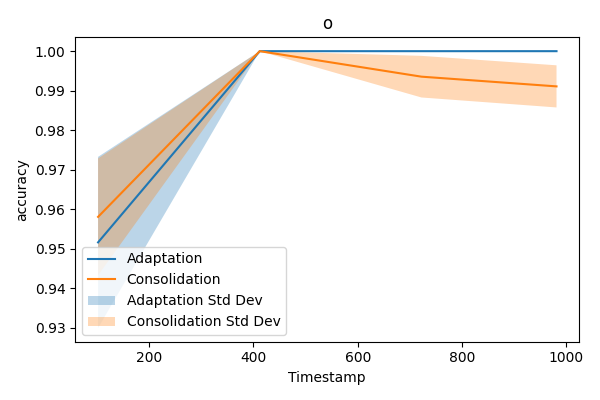 o
accuracy
1.00
0.99
0.98
0.97
0.96
0.95
0.94
0.93
Adaptation
Consolidation
Adaptation Std Dev
Consolidation Std Dev
200
400
600
800
1000
Timestamp